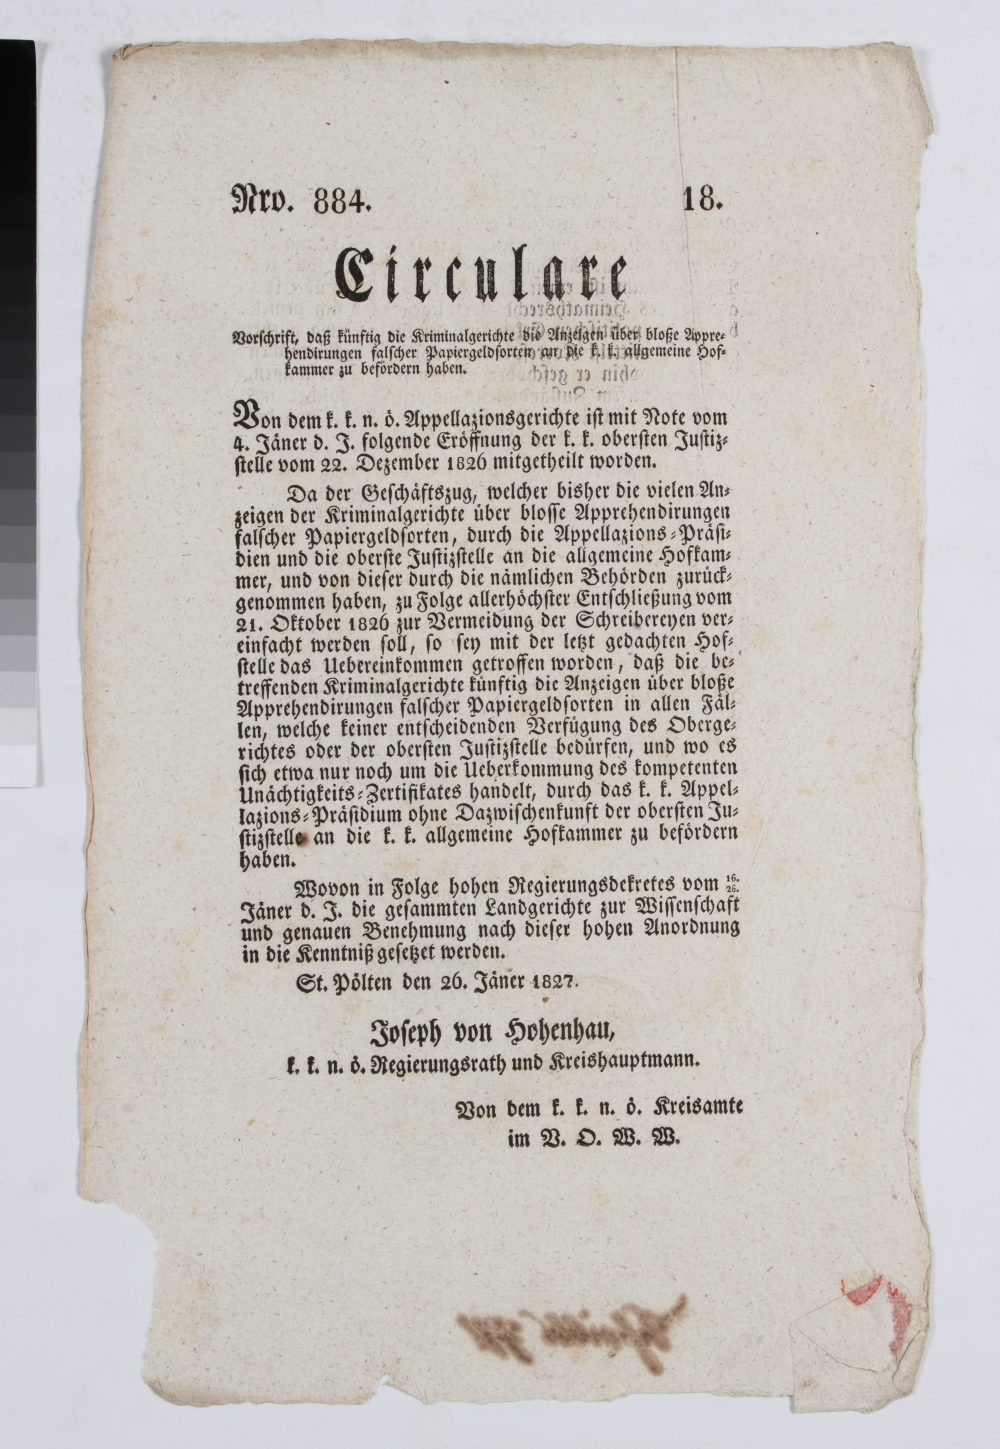 Nro. 884. 18.
Circulare
Vorschrift, daß künftig die Kriminalgerichte die Anzeigen über bloße Appre-
hendirungen falscher Papiergeldsorten an die k. k. allgemeine Hof-
kammer zu befördern haben.
Von dem k. k. n. ö. Appellazionsgerichte ist mit Note vom
4. Jäner d. J. folgende Eröffnung der k. k. obersten Justiz-
stelle vom 22. Dezember 1826 mitgetheilt worden.
Da der Geschäftszug, welcher bisher die vielen An-
zeigen der Kriminalgerichte über blosse Apprehendirungen
falscher Papiergeldsorten, durch die Appellazions-Präsi-
dien und die oberste Justizstelle an die allgemeine Hofkam-
mer, und von dieser durch die nämlichen Behörden zurück-
genommen haben, zu Folge allerhöchster Entschließung vom
21. Oktober 1826 zur Vermeidung der Schreibereyen ver-
einfacht werden soll, so sey mit der letzt gedachten Hof-
stelle das Uebereinkommen getroffen worden, daß die be-
treffenden Kriminalgerichte künftig die Anzeigen über bloße
Apprehendirungen falscher Papiergeldsorten in allen Fäl-
len, welche keiner entscheidenden Verfügung des Oberge-
richtes oder der obersten Justizstelle bedürfen, und wo es
sich etwa nur noch um die Ueberkommung des kompetenten
Unächtigkeits-Zertifikates handelt, durch das k. k. Appel-
lazions-Präsidium ohne Dazwischenkunft der obersten Ju-
stizstelle an die k. k. allgemeine Hofkammer zu befördern
haben.
Wovon in Folge hohen Regierungsdekretes vom 16./26.
Jäner d. J. die gesammten Landgerichte zur Wissenschaft
und genauen Benehmung nach dieser hohen Anordnung
in die Kenntniß gesetzet werden.
St. Pölten den 26. Jäner 1827.
Joseph von Hohenhau,
k. k. n. ö. Regierungsrath und Kreishauptmann.
Von dem k. k. n. ö. Kreisamte
im V. O. W. W.